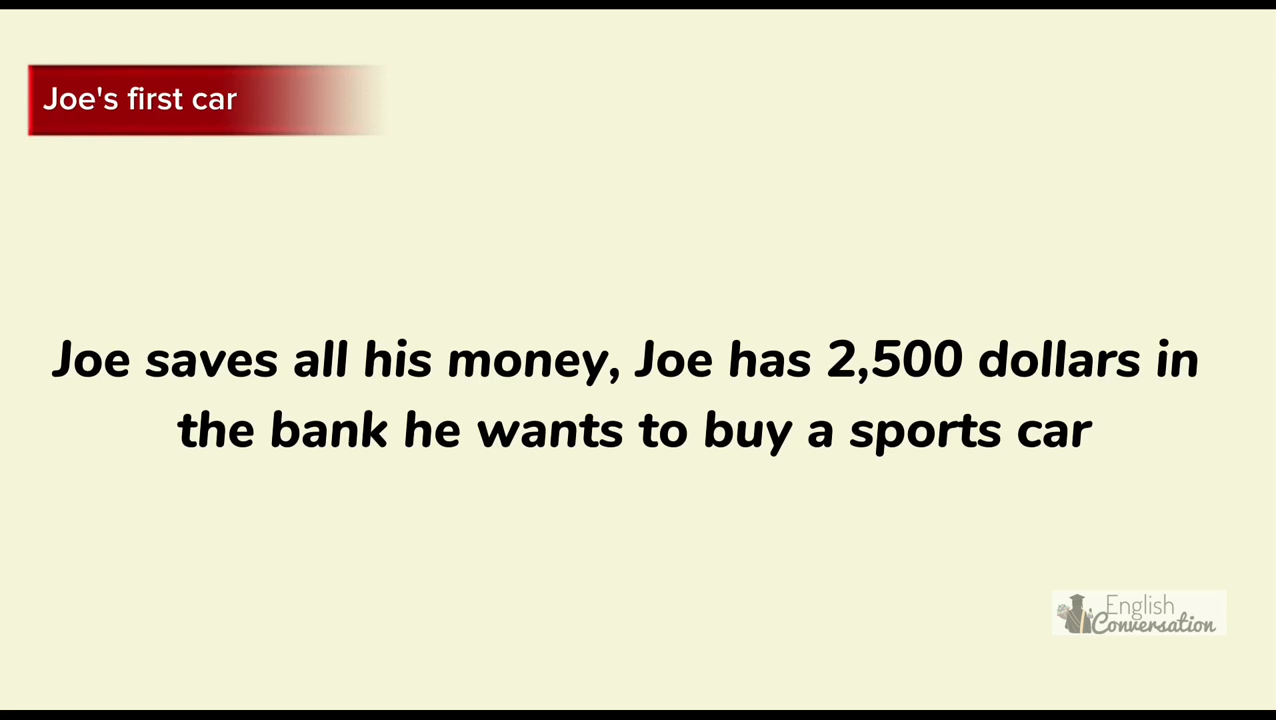 Joe's first car
Joe saves all his money, Joe has 2,500 dollars in
the bank he wants to buy a sports car
English
Conversation